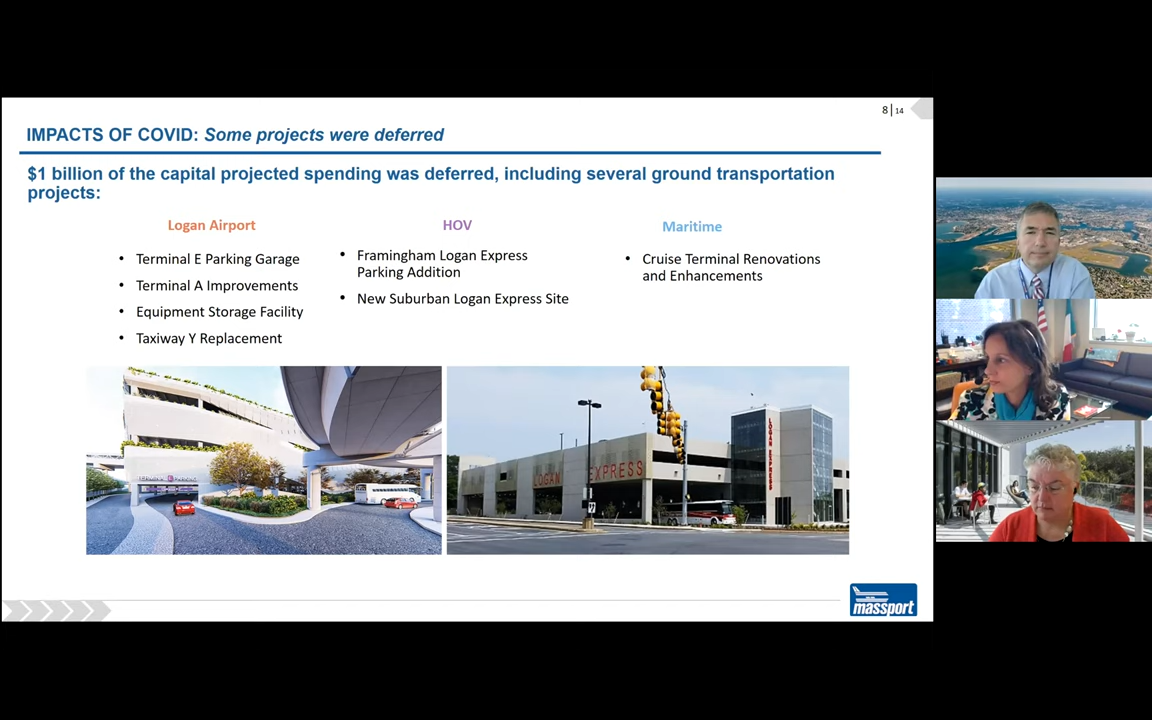 8|14
IMPACTS OF COVID: Some projects were deferred
$1 billion of the capital projected spending was deferred, including several ground transportation
projects:
Logan Airport
• Terminal E Parking Garage
• Terminal A Improvements
• Equipment Storage Facility
• Taxiway Y Replacement
HOV
• Framingham Logan Express
Parking Addition
• New Suburban Logan Express Site
Maritime
• Cruise Terminal Renovations
and Enhancements
LOGAN EXPRESS
LOGAN EXPRESS
massport